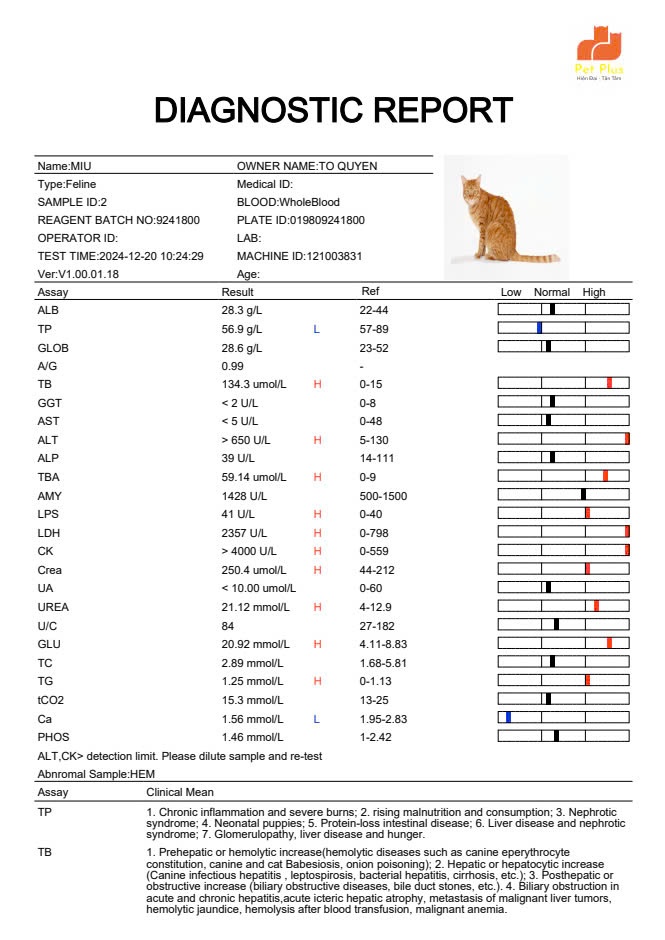 Pet Plus
Hiện Đại - Tận Tâm
DIAGNOSTIC REPORT
Name:MIU OWNER NAME:TO QUYEN
Type:Feline Medical ID:
SAMPLE ID:2 BLOOD:WholeBlood
REAGENT BATCH NO:9241800 PLATE ID:019809241800
OPERATOR ID: LAB:
TEST TIME:2024-12-20 10:24:29 MACHINE ID:121003831
Ver:V1.00.01.18 Age:
Assay Result Ref Low Normal High
ALB 28.3 g/L 22-44
TP 56.9 g/L L 57-89
GLOB 28.6 g/L 23-52
A/G 0.99 -
TB 134.3 umol/L H 0-15
GGT < 2 U/L 0-8
AST < 5 U/L 0-48
ALT > 650 U/L H 5-130
ALP 39 U/L 14-111
TBA 59.14 umol/L H 0-9
AMY 1428 U/L 500-1500
LPS 41 U/L H 0-40
LDH 2357 U/L H 0-798
CK > 4000 U/L H 0-559
Crea 250.4 umol/L H 44-212
UA < 10.00 umol/L 0-60
UREA 21.12 mmol/L H 4-12.9
U/C 84 27-182
GLU 20.92 mmol/L H 4.11-8.83
TC 2.89 mmol/L 1.68-5.81
TG 1.25 mmol/L H 0-1.13
tCO2 15.3 mmol/L 13-25
Ca 1.56 mmol/L L 1.95-2.83
PHOS 1.46 mmol/L 1-2.42
ALT,CK> detection limit. Please dilute sample and re-test
Abnromal Sample:HEM
Assay Clinical Mean
TP 1. Chronic inflammation and severe burns; 2. rising malnutrition and consumption; 3. Nephrotic
syndrome; 4. Neonatal puppies; 5. Protein-loss intestinal disease; 6. Liver disease and nephrotic
syndrome; 7. Glomerulopathy, liver disease and hunger.
TB 1. Prehepatic or hemolytic increase(hemolytic diseases such as canine eperythrocyte
constitution, canine and cat Babesiosis, onion poisoning); 2. Hepatic or hepatocytic increase
(Canine infectious hepatitis , leptospirosis, bacterial hepatitis, cirrhosis, etc.); 3. Posthepatic or
obstructive increase (biliary obstructive diseases, bile duct stones, etc.). 4. Biliary obstruction in
acute and chronic hepatitis,acute icteric hepatic atrophy, metastasis of malignant liver tumors,
hemolytic jaundice, hemolysis after blood transfusion, malignant anemia.